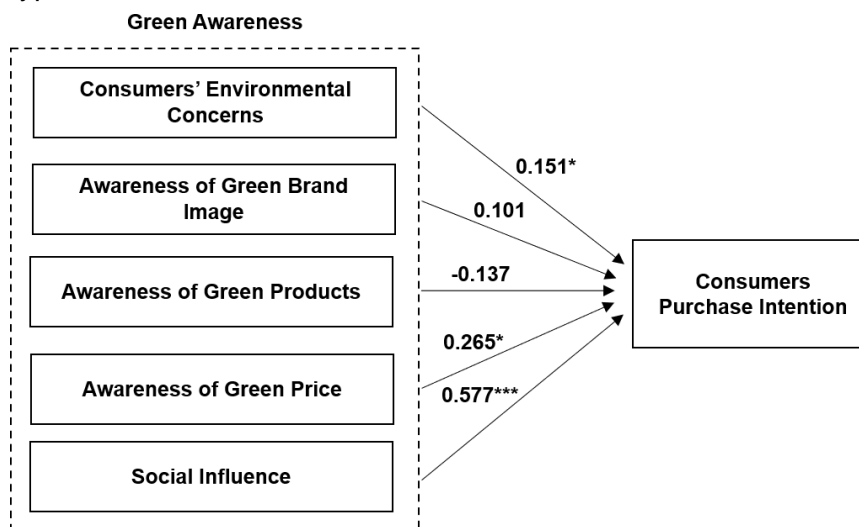 Green Awareness
Consumers' Environmental
Concerns
0.151*
Awareness of Green Brand
Image
0.101
Awareness of Green Products
-0.137
Consumers
Purchase Intention
0.265*
Awareness of Green Price
0.577***
Social Influence